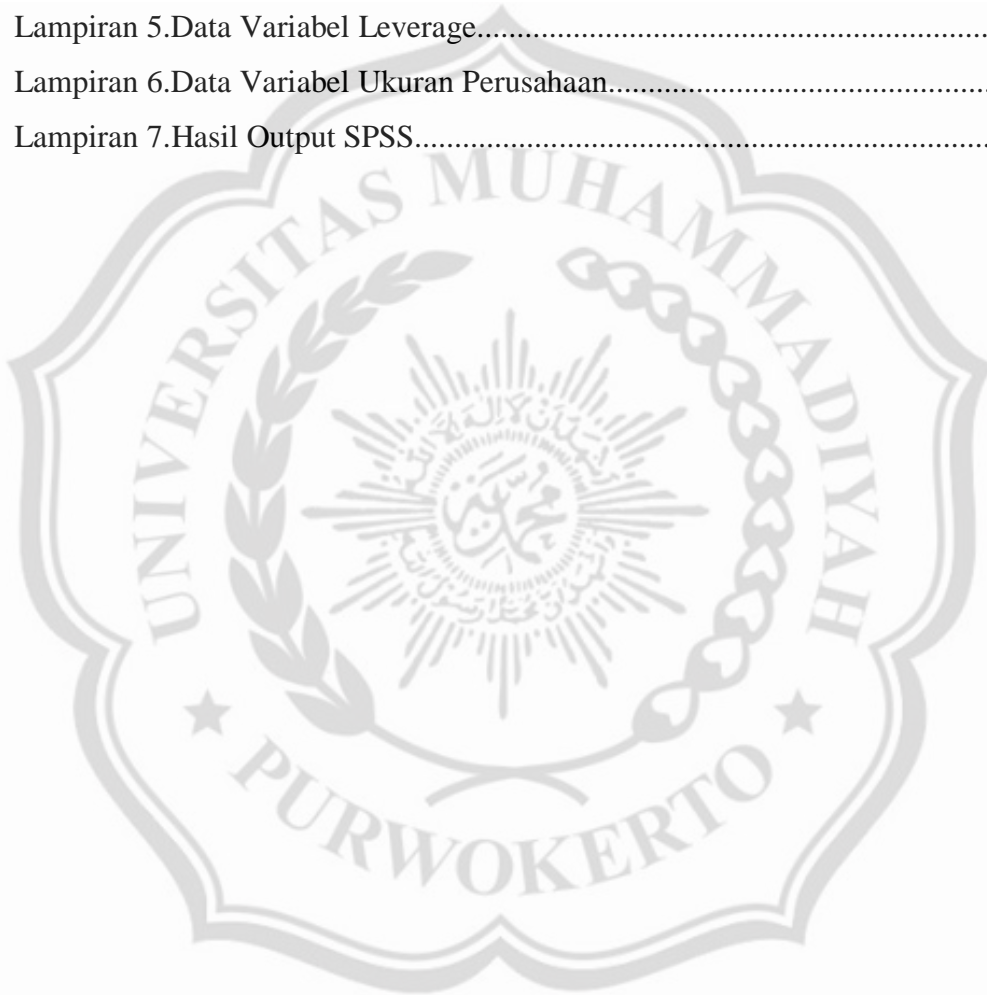 Lampiran 5.Data Variabel Leverage................................................................
Lampiran 6.Data Variabel Ukuran Perusahaan................................................
Lampiran 7.Hasil Output SPSS........................................................................
UNIVERSITAS MUHAMMADIYAH
PURWOKERTO